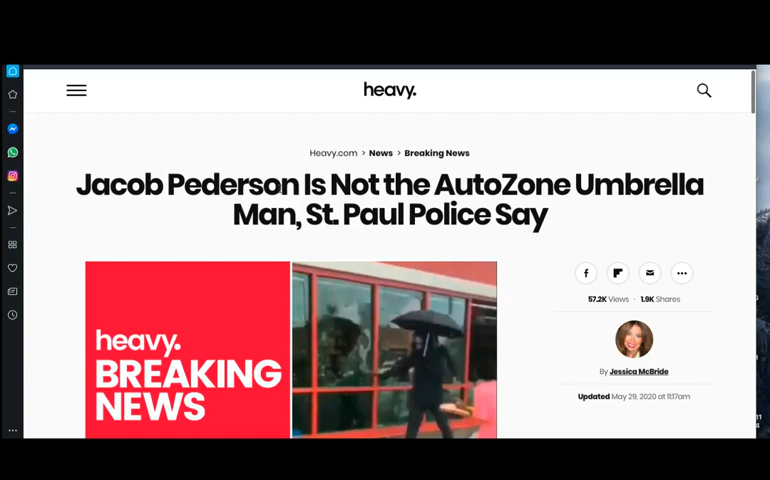 heavy.
Heavy.com > News > Breaking News
Jacob Pederson Is Not the AutoZone Umbrella
Man, St. Paul Police Say
heavy.
BREAKING
NEWS
57.2K Views · 1.9K Shares
By Jessica McBride
Updated May 29, 2020 at 11:17am